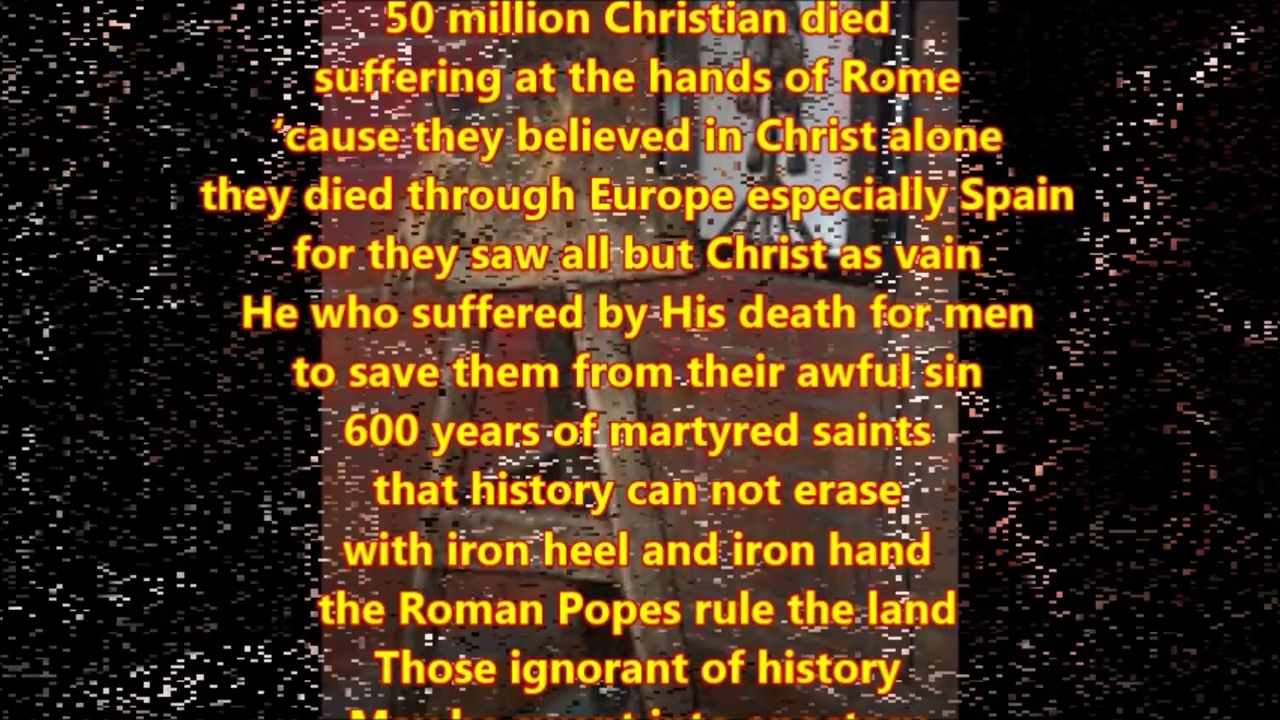 50 million Christian died
suffering at the hands of Rome
‘cause they believed in Christ alone
they died through Europe especially Spain
for they saw all but Christ as vain
He who suffered by His death for men
to save them from their awful sin
600 years of martyred saints
that history can not erase
with iron heel and iron hand
the Roman Popes rule the land
Those ignorant of history